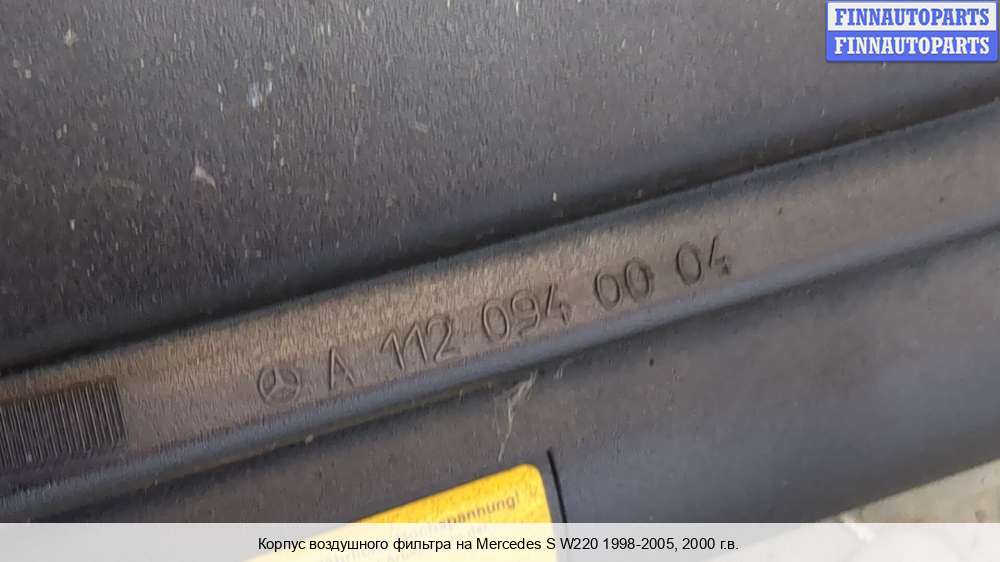 FINNAUTOPARTS
FINNAUTOPARTS
A 112 094 00 04
Корпус воздушного фильтра на Mercedes S W220 1998-2005, 2000 г.в.